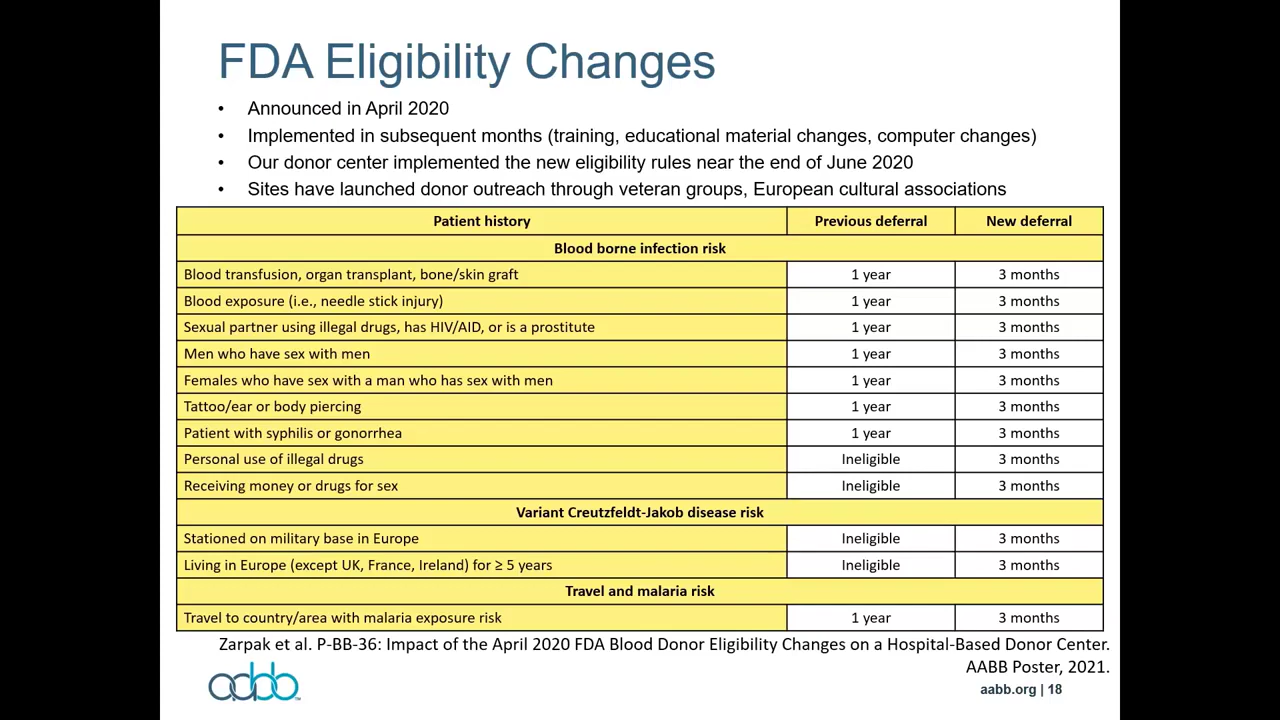 FDA Eligibility Changes
• Announced in April 2020
• Implemented in subsequent months (training, educational material changes, computer changes)
• Our donor center implemented the new eligibility rules near the end of June 2020
• Sites have launched donor outreach through veteran groups, European cultural associations
Patient history Previous deferral New deferral
Blood borne infection risk
Blood transfusion, organ transplant, bone/skin graft 1 year 3 months
Blood exposure (i.e., needle stick injury) 1 year 3 months
Sexual partner using illegal drugs, has HIV/AID, or is a prostitute 1 year 3 months
Men who have sex with men 1 year 3 months
Females who have sex with a man who has sex with men 1 year 3 months
Tattoo/ear or body piercing 1 year 3 months
Patient with syphilis or gonorrhea 1 year 3 months
Personal use of illegal drugs Ineligible 3 months
Receiving money or drugs for sex Ineligible 3 months
Variant Creutzfeldt-Jakob disease risk
Stationed on military base in Europe Ineligible 3 months
Living in Europe (except UK, France, Ireland) for ≥ 5 years Ineligible 3 months
Travel and malaria risk
Travel to country/area with malaria exposure risk 1 year 3 months
Zarpak et al. P-BB-36: Impact of the April 2020 FDA Blood Donor Eligibility Changes on a Hospital-Based Donor Center.
AABB Poster, 2021.
aabb
aabb.org | 18